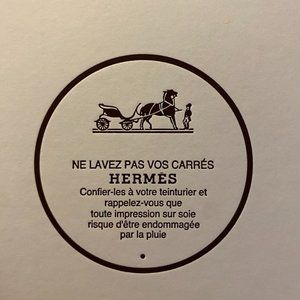 NE LAVEZ PAS VOS CARRÉS
HERMÈS
Confier-les à votre teinturier et
rappelez-vous que
toute impression sur soie
risque d'être endommagée
par la pluie